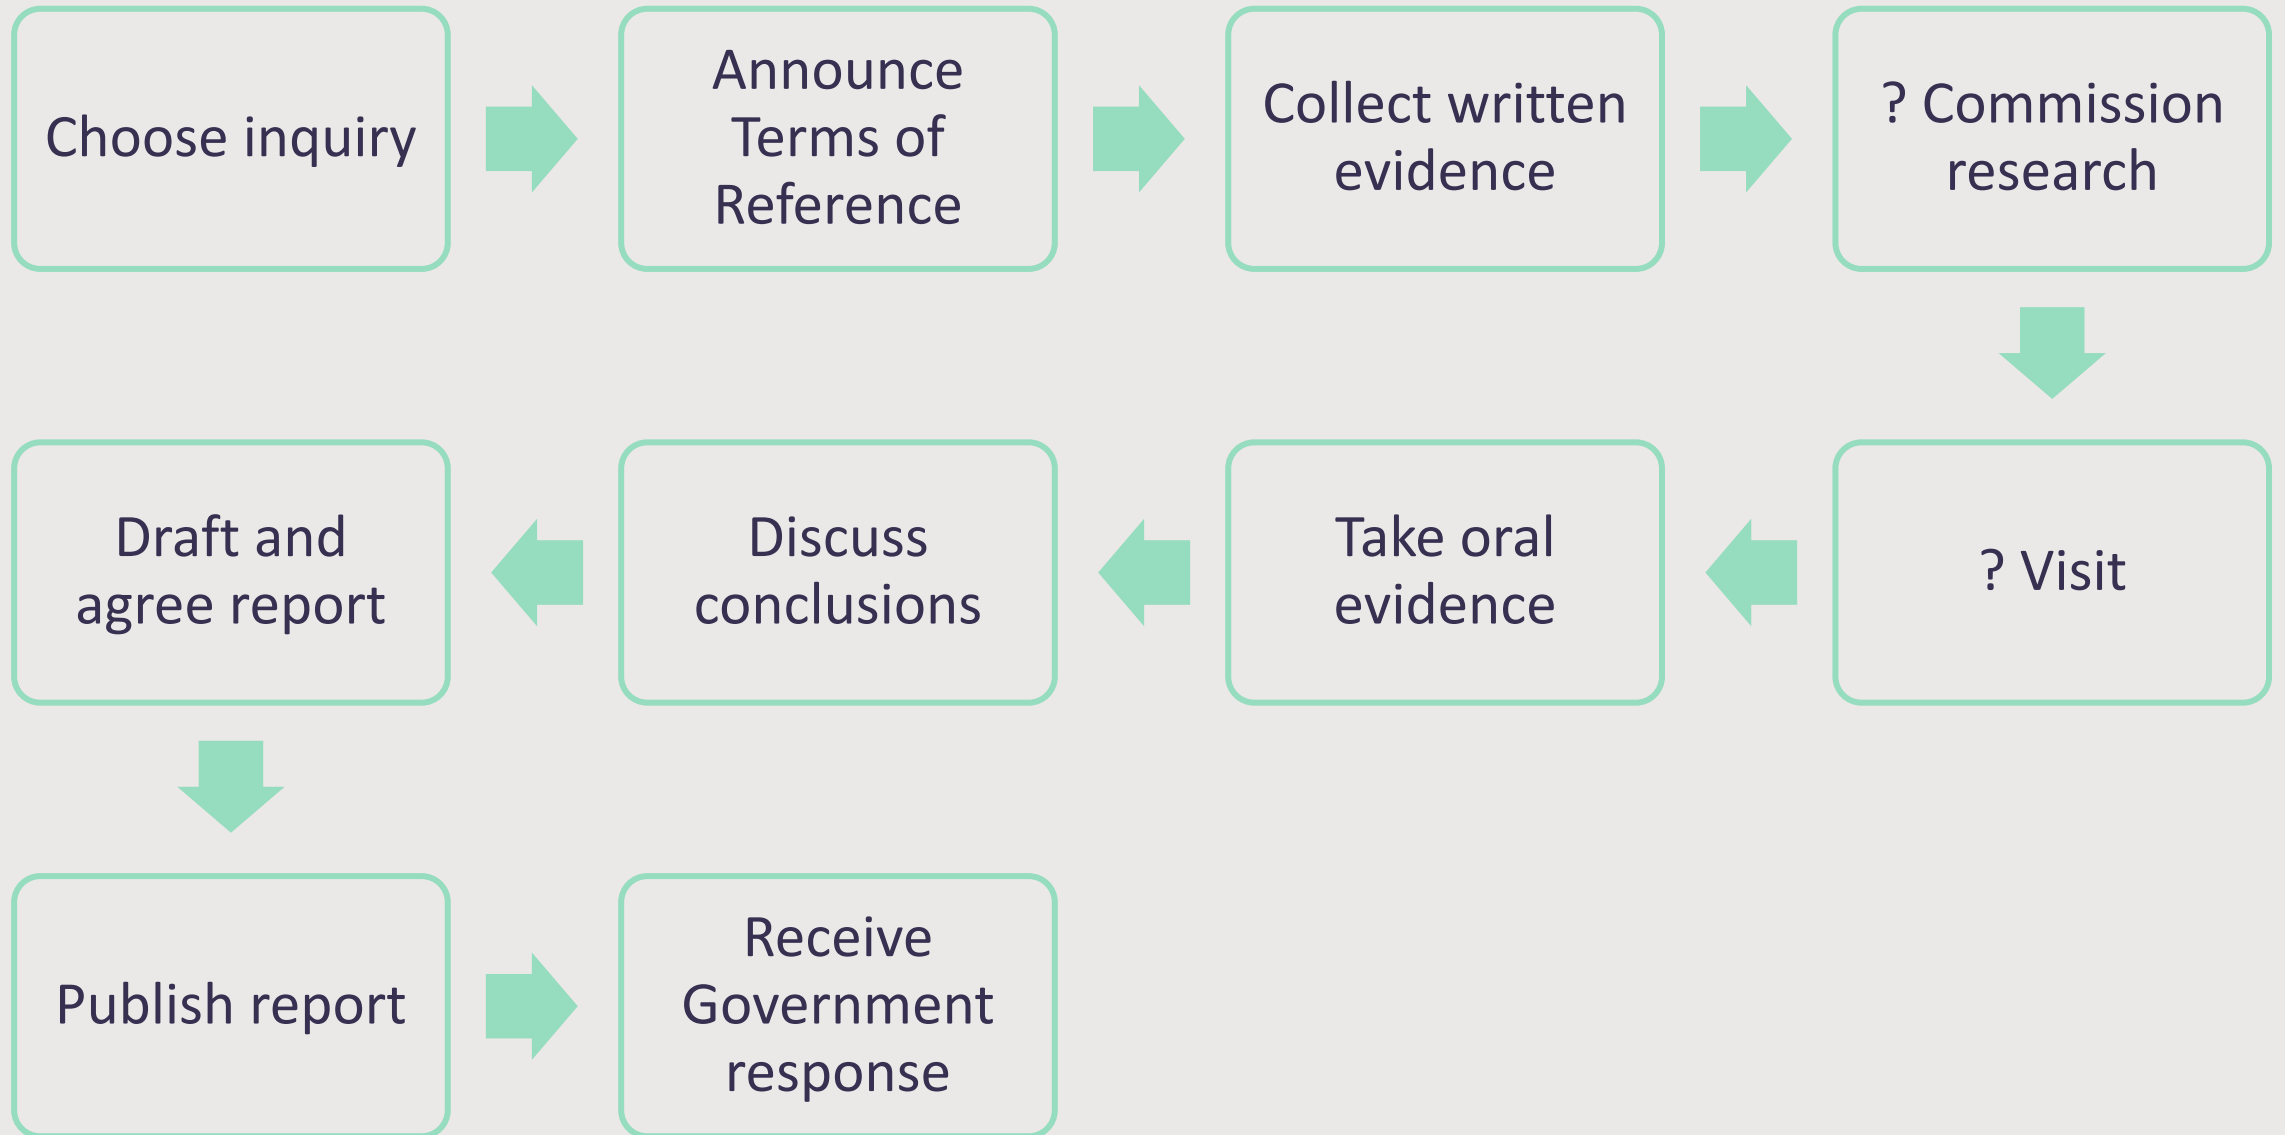 Choose inquiry
Announce
Terms of
Reference
Collect written
evidence
? Commission
research
? Visit
Take oral
evidence
Discuss
conclusions
Draft and
agree report
Publish report
Receive
Government
response